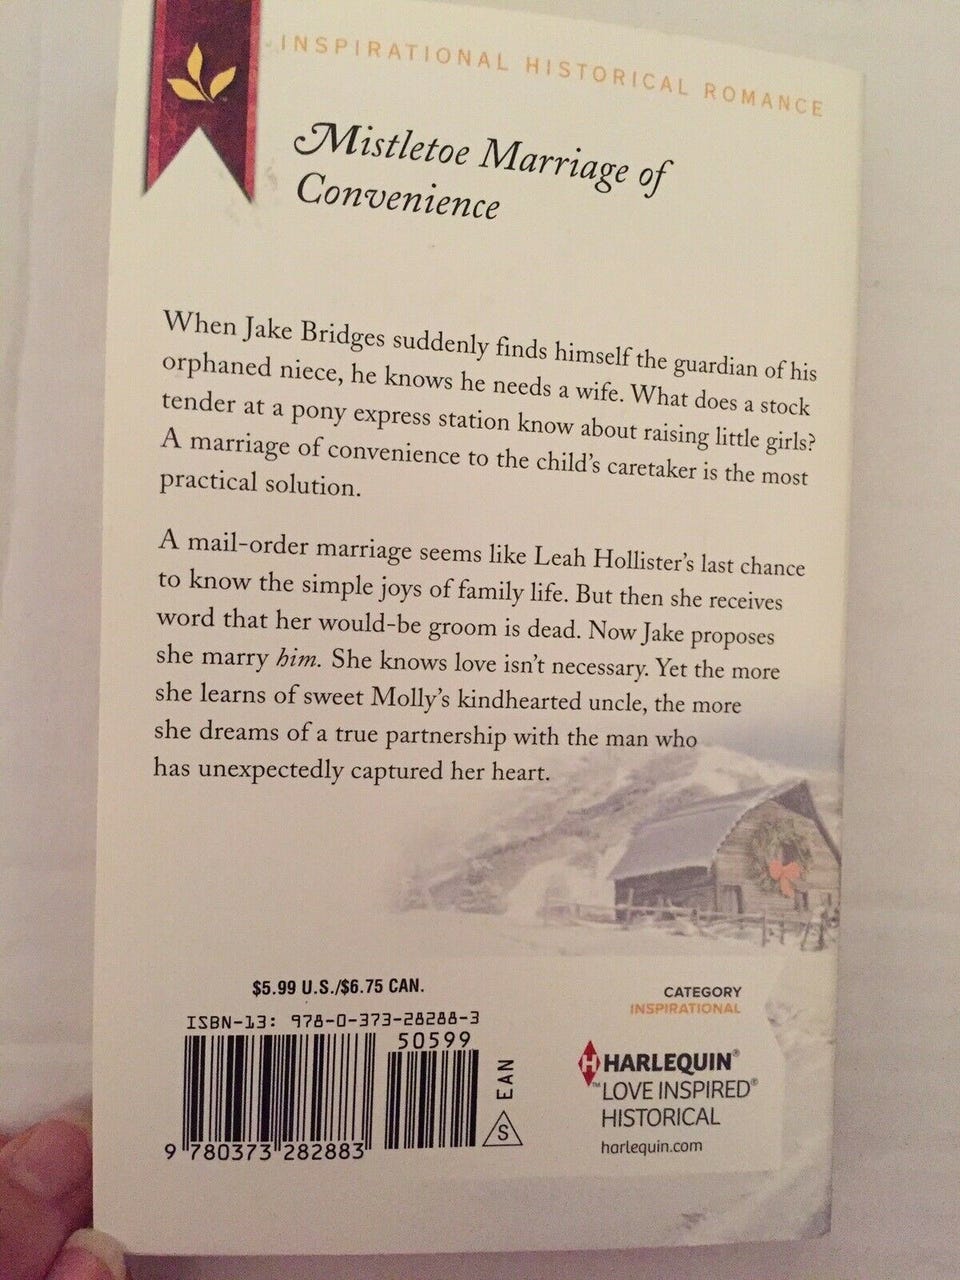 INSPIRATIONAL HISTORICAL ROMANCE
Mistletoe Marriage of
Convenience
When Jake Bridges suddenly finds himself the guardian of his
orphaned niece, he knows he needs a wife. What does a stock
tender at a pony express station know about raising little girls?
A marriage of convenience to the child's caretaker is the most
practical solution.
A mail-order marriage seems like Leah Hollister's last chance
to know the simple joys of family life. But then she receives
word that her would-be groom is dead. Now Jake proposes
she marry him. She knows love isn't necessary. Yet the more
she learns of sweet Molly's kindhearted uncle, the more
she dreams of a true partnership with the man who
has unexpectedly captured her heart.
$5.99 U.S./$6.75 CAN.
ISBN-13: 978-0-373-28288-3
50599
EAN
S
9 780373 282883
CATEGORY
INSPIRATIONAL
H HARLEQUIN®
™ LOVE INSPIRED®
HISTORICAL
harlequin.com